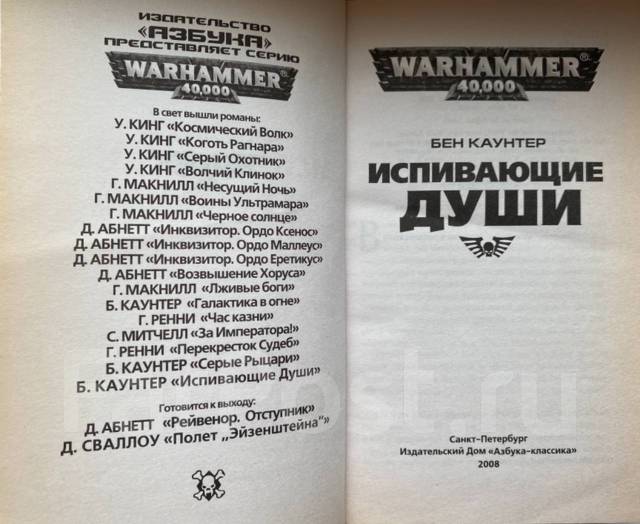 ИЗДАТЕЛЬСТВО
«АЗБУКА»
ПРЕДСТАВЛЯЕТ СЕРИЮ
WARHAMMER®
40,000
В свет вышли романы:
У. КИНГ «Космический Волк»
У. КИНГ «Коготь Рагнара»
У. КИНГ «Серый Охотник»
У. КИНГ «Волчий Клинок»
Г. МАКНИЛЛ «Несущий Ночь»
Г. МАКНИЛЛ «Воины Ультрамара»
Г. МАКНИЛЛ «Черное солнце»
Д. АБНЕТТ «Инквизитор. Ордо Ксенос»
Д. АБНЕТТ «Инквизитор. Ордо Маллеус»
Д. АБНЕТТ «Инквизитор. Ордо Еретикус»
Д. АБНЕТТ «Возвышение Хоруса»
Г. МАКНИЛЛ «Лживые боги»
Б. КАУНТЕР «Галактика в огне»
Г. РЕННИ «Час казни»
С. МИТЧЕЛЛ «За Императора!»
Г. РЕННИ «Перекресток Судеб»
Б. КАУНТЕР «Серые Рыцари»
Б. КАУНТЕР «Испивающие Души»
Готовится к выходу:
Д. АБНЕТТ «Рейвенор. Отступник»
Д. СВАЛЛОУ «Полет „Эйзенштейна“»
WARHAMMER®
40,000
БЕН КАУНТЕР
ИСПИВАЮЩИЕ
ДУШИ
Санкт-Петербург
Издательский Дом «Азбука-классика»
2008